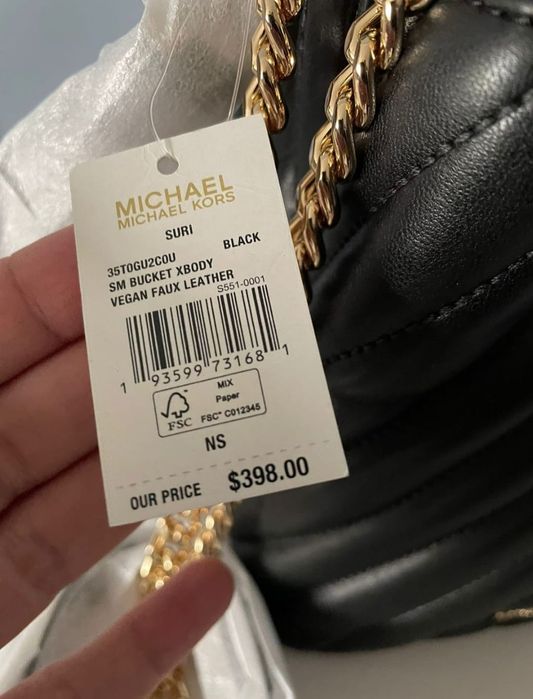 MICHAEL
MICHAEL KORS
SURI
BLACK
35T0GU2C0U
SM BUCKET XBODY
VEGAN FAUX LEATHER
S551-0001
1 93599 73168 1
FSC
MIX
Paper
FSC™ C012345
NS
OUR PRICE $398.00